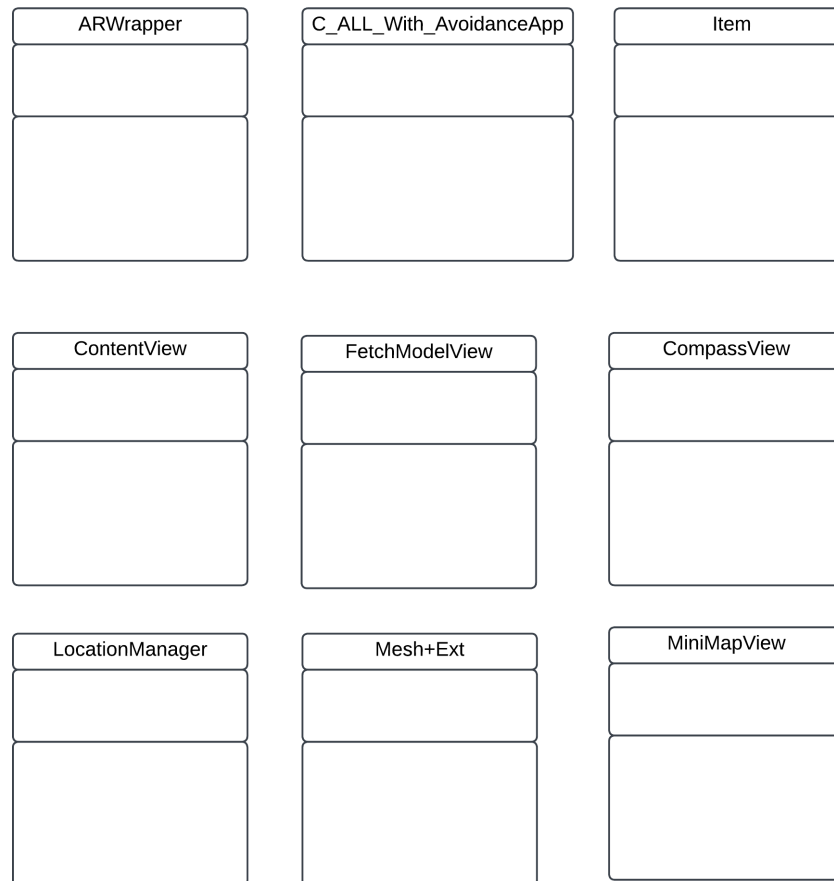 ARWrapper
C_ALL_With_AvoidanceApp
Item
ContentView
FetchModelView
CompassView
LocationManager
Mesh+Ext
MiniMapView